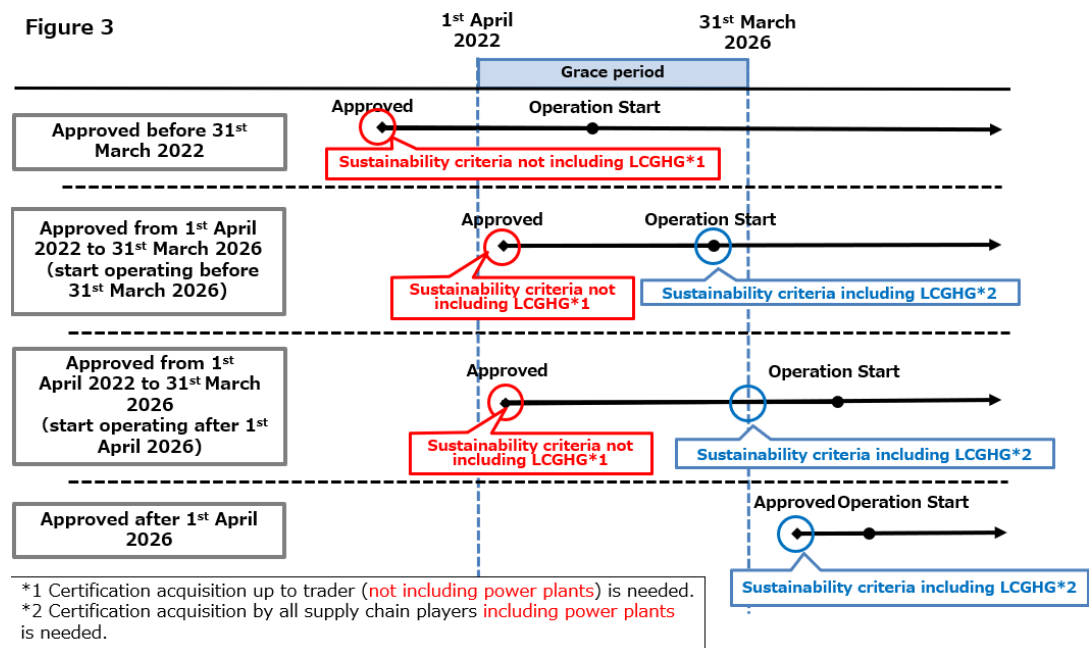 Figure 3
1st April
2022
31st March
2026
Grace period
Approved
Operation Start
Approved before 31st
March 2022
Sustainability criteria not including LCGHG*1
Approved from 1st April
2022 to 31st March 2026
(start operating before
31st March 2026)
Approved
Operation Start
Sustainability criteria not
including LCGHG*1
Sustainability criteria including LCGHG*2
Approved from 1st
April 2022 to 31st March
2026
(start operating after 1st
April 2026)
Approved
Operation Start
Sustainability criteria not
including LCGHG*1
Sustainability criteria including LCGHG*2
Approved after 1st April
2026
Approved
Operation Start
Sustainability criteria including LCGHG*2
*1 Certification acquisition up to trader (not including power plants) is needed.
*2 Certification acquisition by all supply chain players including power plants
is needed.